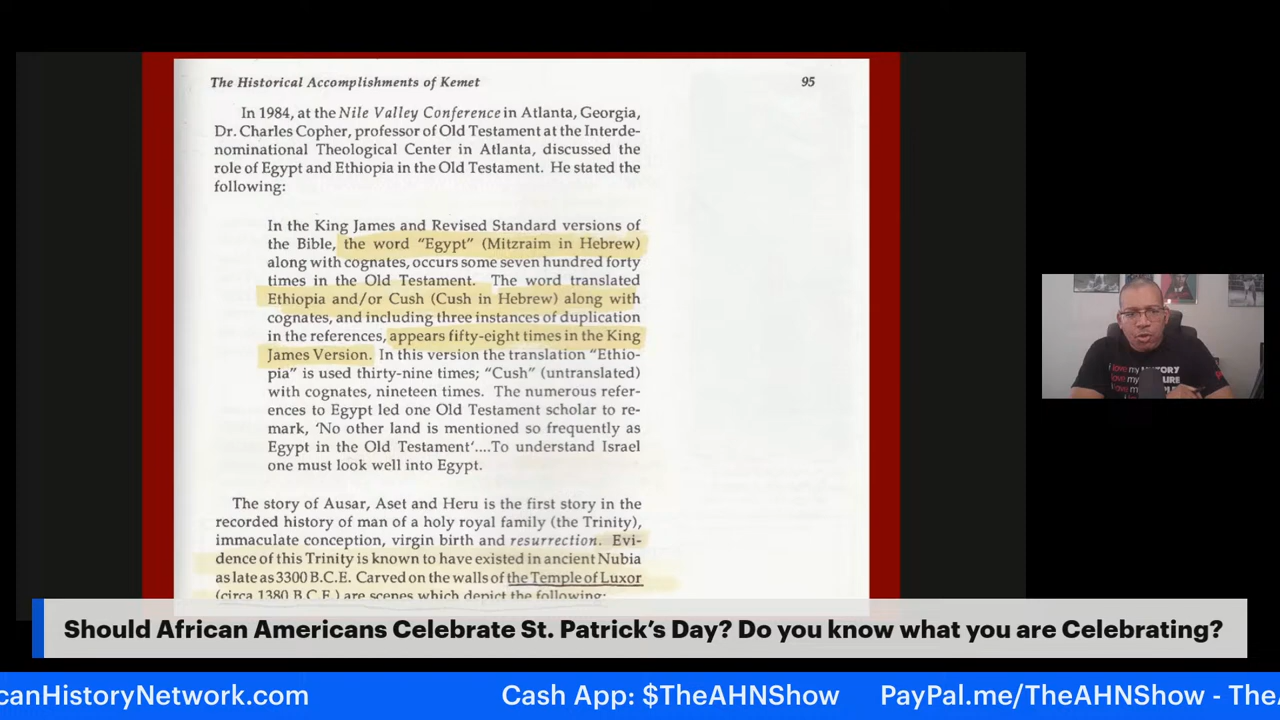 The Historical Accomplishments of Kemet 95
In 1984, at the Nile Valley Conference in Atlanta, Georgia,
Dr. Charles Copher, professor of Old Testament at the Interde-
nominational Theological Center in Atlanta, discussed the
role of Egypt and Ethiopia in the Old Testament. He stated the
following:
In the King James and Revised Standard versions of
the Bible, the word "Egypt" (Mitzraim in Hebrew)
along with cognates, occurs some seven hundred forty
times in the Old Testament. The word translated
Ethiopia and/or Cush (Cush in Hebrew) along with
cognates, and including three instances of duplication
in the references, appears fifty-eight times in the King
James Version. In this version the translation "Ethio-
pia" is used thirty-nine times; "Cush" (untranslated)
with cognates, nineteen times. The numerous refer-
ences to Egypt led one Old Testament scholar to re-
mark, 'No other land is mentioned so frequently as
Egypt in the Old Testament'....To understand Israel
one must look well into Egypt.
The story of Ausar, Aset and Heru is the first story in the
recorded history of man of a holy royal family (the Trinity),
immaculate conception, virgin birth and resurrection. Evi-
dence of this Trinity is known to have existed in ancient Nubia
as late as 3300 B.C.E. Carved on the walls of the Temple of Luxor
(circa 1380 B.C.E.) are scenes which depict the following:
Should African Americans Celebrate St. Patrick's Day? Do you know what you are Celebrating?
canHistoryNetwork.com Cash App: $TheAHNShow PayPal.me/TheAHNShow - The